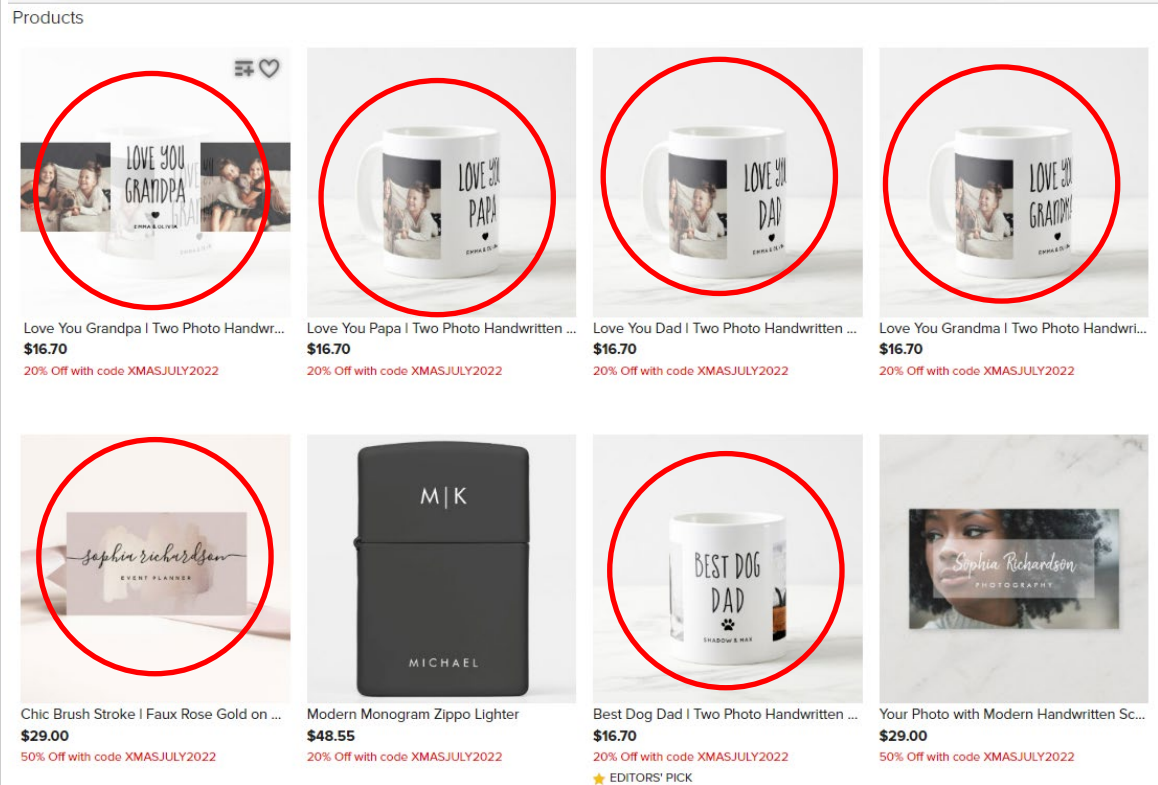 Products
LOVE YOU
GRANDPA
EMMA & OLIVIA
LOVE YOU
PAPA
LOVE YOU
DAD
LOVE YOU
GRANDMA
Love You Grandpa | Two Photo Handwr...
$16.70
20% Off with code XMASJULY2022
Love You Papa | Two Photo Handwritten ...
$16.70
20% Off with code XMASJULY2022
Love You Dad | Two Photo Handwritten ...
$16.70
20% Off with code XMASJULY2022
Love You Grandma | Two Photo Handwri...
$16.70
20% Off with code XMASJULY2022
sophia richardson
EVENT PLANNER
M|K
MICHAEL
BEST DOG
DAD
SHADOW & MAX
Sophia Richardson
PHOTOGRAPHY
Chic Brush Stroke | Faux Rose Gold on ...
$29.00
50% Off with code XMASJULY2022
Modern Monogram Zippo Lighter
$48.55
20% Off with code XMASJULY2022
Best Dog Dad | Two Photo Handwritten ...
$16.70
20% Off with code XMASJULY2022
EDITORS' PICK
Your Photo with Modern Handwritten Sc...
$29.00
50% Off with code XMASJULY2022